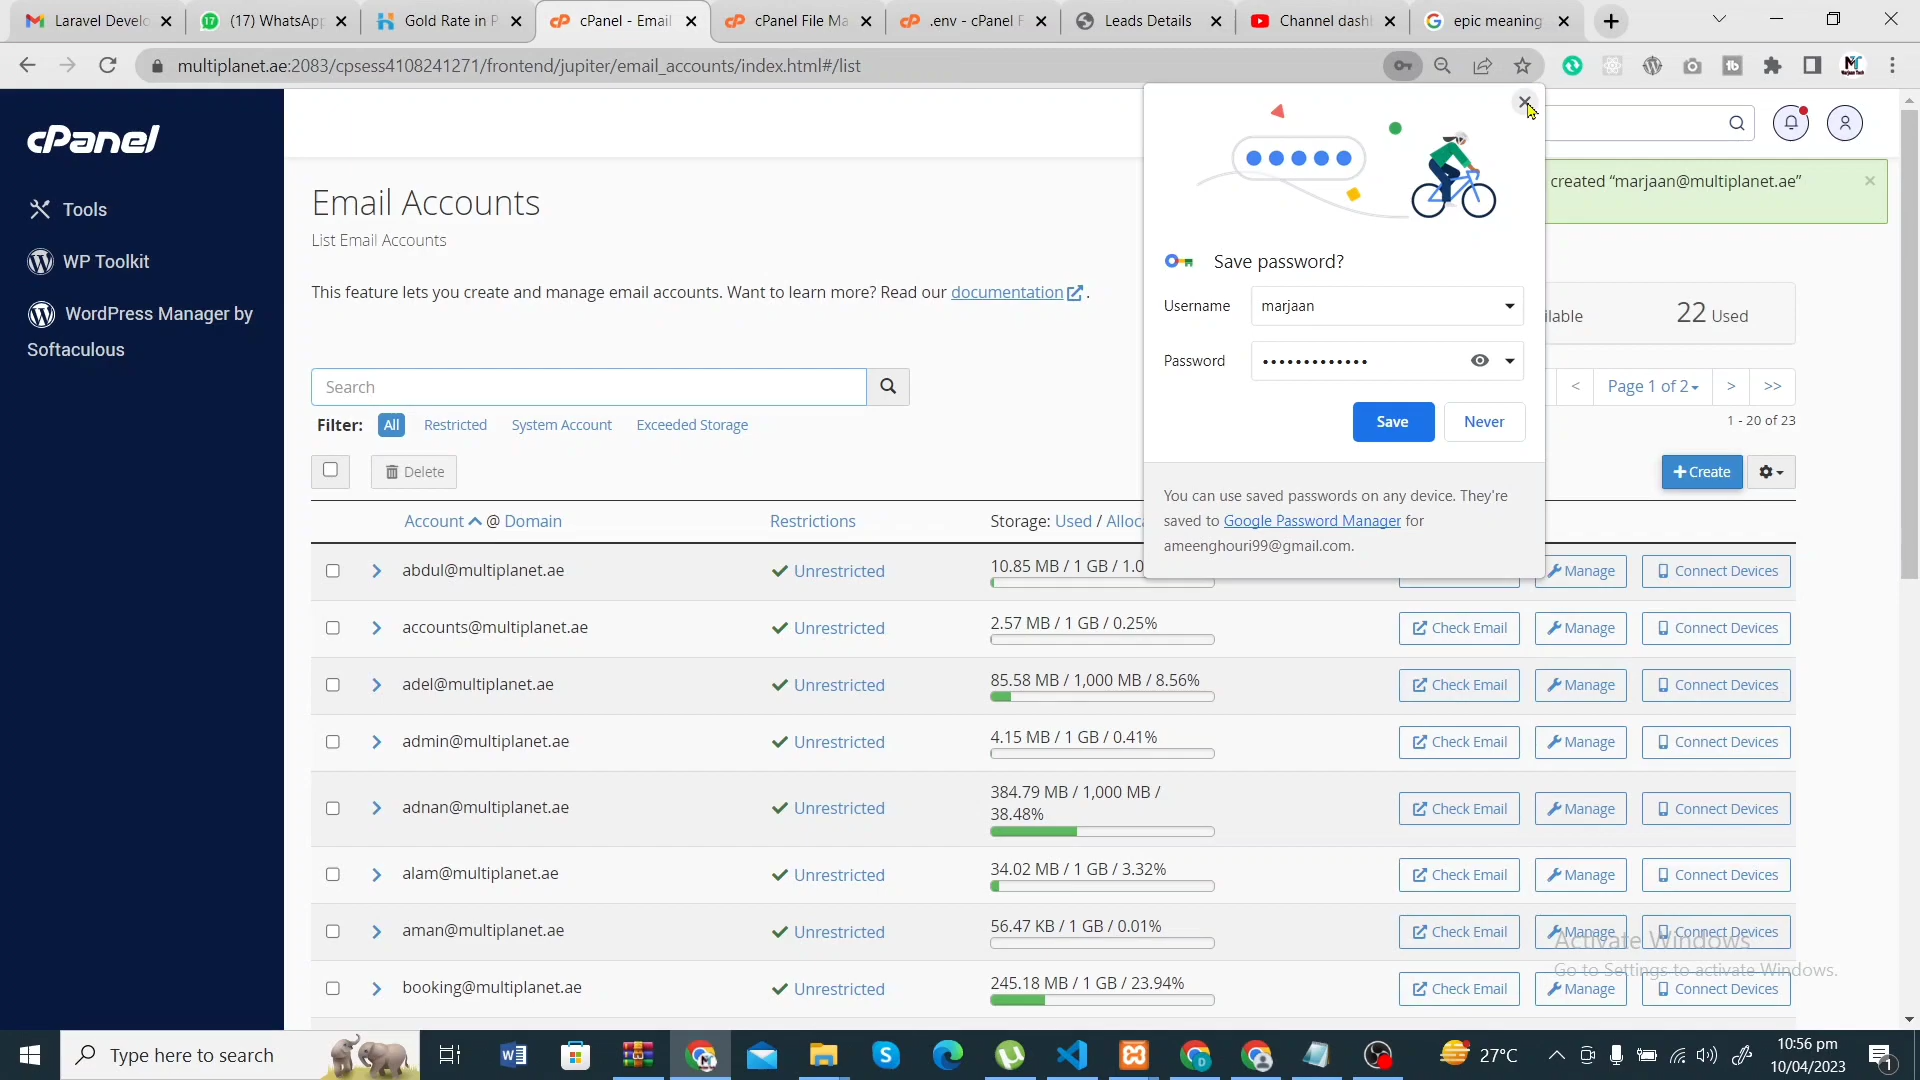 Laravel Develo
(17) WhatsApp
Gold Rate in P
cPanel - Email
cPanel File Ma
.env - cPanel F
Leads Details
Channel dash
epic meaning
multiplanet.ae:2083/cpsess4108241271/frontend/jupiter/email_accounts/index.html#/list
cPanel
Tools
WP Toolkit
WordPress Manager by
Softaculous
Email Accounts
List Email Accounts
This feature lets you create and manage email accounts. Want to learn more? Read our documentation.
created “marjaan@multiplanet.ae”
Save password?
Username marjaan
Password •••••••••••••
Save Never
You can use saved passwords on any device. They're
saved to Google Password Manager for
ameenghouri99@gmail.com.
ilable 22 Used
Search
< Page 1 of 2 > >>
1 - 20 of 23
Filter: All Restricted System Account Exceeded Storage
Delete
+Create
Account @ Domain Restrictions Storage: Used / Alloca
abdul@multiplanet.ae Unrestricted 10.85 MB / 1 GB / 1.0 Manage Connect Devices
accounts@multiplanet.ae Unrestricted 2.57 MB / 1 GB / 0.25% Check Email Manage Connect Devices
adel@multiplanet.ae Unrestricted 85.58 MB / 1,000 MB / 8.56% Check Email Manage Connect Devices
admin@multiplanet.ae Unrestricted 4.15 MB / 1 GB / 0.41% Check Email Manage Connect Devices
adnan@multiplanet.ae Unrestricted 384.79 MB / 1,000 MB /
38.48% Check Email Manage Connect Devices
alam@multiplanet.ae Unrestricted 34.02 MB / 1 GB / 3.32% Check Email Manage Connect Devices
aman@multiplanet.ae Unrestricted 56.47 KB / 1 GB / 0.01% Check Email Manage Connect Devices
booking@multiplanet.ae Unrestricted 245.18 MB / 1 GB / 23.94% Check Email Manage Connect Devices
Activate Windows
Go to Settings to activate Windows.
Type here to search
27°C
10:56 pm
10/04/2023
1